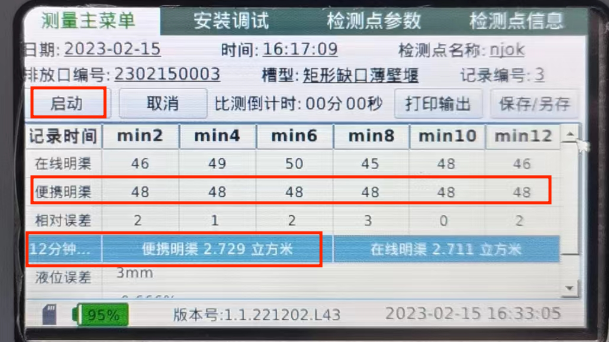 测量主菜单 安装调试 检测点参数 检测点信息
日期: 2023-02-15 时间: 16:17:09 检测点名称: njok
排放口编号: 2302150003 槽型: 矩形缺口薄壁堰 记录编号: 3
启动 取消 比测倒计时: 00分 00秒 打印输出 保存/另存
记录时间 min2 min4 min6 min8 min10 min12
在线明渠 46 49 50 45 48 46
便携明渠 48 48 48 48 48 48
相对误差 2 1 2 3 0 2
12分钟... 便携明渠 2.729 立方米 在线明渠 2.711 立方米
液位误差 3mm
95% 版本号:1.1.221202.L43 2023-02-15 16:33:05